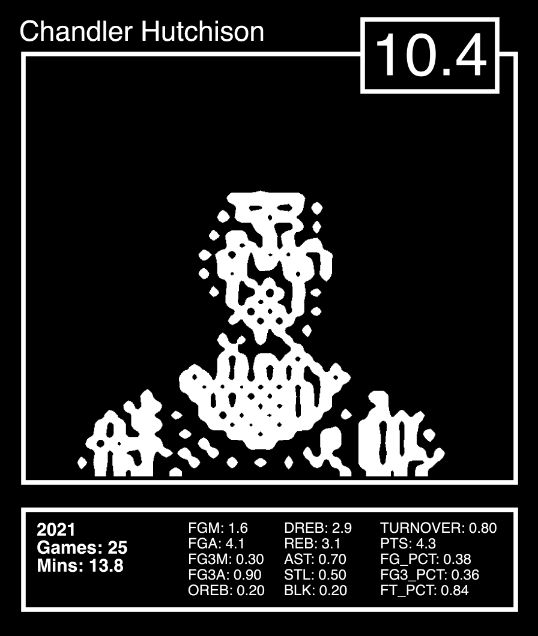 Chandler Hutchison
10.4
2021
Games: 25
Mins: 13.8
FGM: 1.6
FGA: 4.1
FG3M: 0.30
FG3A: 0.90
OREB: 0.20
DREB: 2.9
REB: 3.1
AST: 0.70
STL: 0.50
BLK: 0.20
TURNOVER: 0.80
PTS: 4.3
FG_PCT: 0.38
FG3_PCT: 0.36
FT_PCT: 0.84